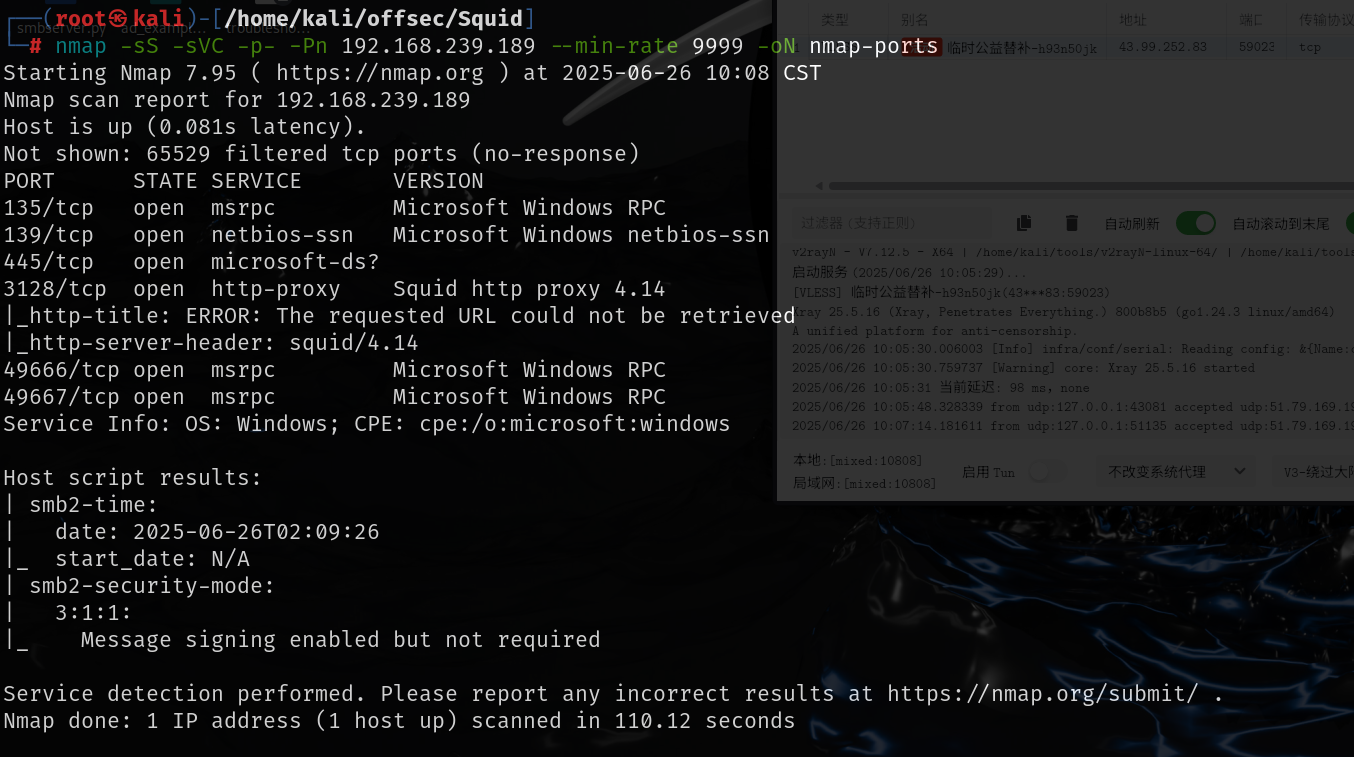 ┌──(root㉿kali)-[/home/kali/offsec/Squid]
smbserver.py ad_exampl... troublesho...
└─# nmap -sS -sVC -p- -Pn 192.168.239.189 --min-rate 9999 -oN nmap-ports
Starting Nmap 7.95 ( https://nmap.org ) at 2025-06-26 10:08 CST
Nmap scan report for 192.168.239.189
Host is up (0.081s latency).
Not shown: 65529 filtered tcp ports (no-response)
PORT      STATE SERVICE       VERSION
135/tcp   open  msrpc         Microsoft Windows RPC
139/tcp   open  netbios-ssn   Microsoft Windows netbios-ssn
445/tcp   open  microsoft-ds?
3128/tcp  open  http-proxy    Squid http proxy 4.14
|_http-title: ERROR: The requested URL could not be retrieved
|_http-server-header: squid/4.14
49666/tcp open  msrpc         Microsoft Windows RPC
49667/tcp open  msrpc         Microsoft Windows RPC
Service Info: OS: Windows; CPE: cpe:/o:microsoft:windows

Host script results:
| smb2-time:
|   date: 2025-06-26T02:09:26
|_  start_date: N/A
| smb2-security-mode:
|   3:1:1:
|_    Message signing enabled but not required

Service detection performed. Please report any incorrect results at https://nmap.org/submit/ .
Nmap done: 1 IP address (1 host up) scanned in 110.12 seconds
类型 别名 地址 端口 传输协议
临时公益替补-h93n50jk 43.99.252.83 59023 tcp
过滤器 (支持正则) 自动刷新 自动滚动到末尾
v2rayN - V7.12.5 - X64 | /home/kali/tools/v2rayN-linux-64/ | /home/kali/tools
启动服务(2025/06/26 10:05:29)...
[VLESS] 临时公益替补-h93n50jk(43***83:59023)
Xray 25.5.16 (Xray, Penetrates Everything.) 800b8b5 (go1.24.3 linux/amd64)
A unified platform for anti-censorship.
2025/06/26 10:05:30.006003 [Info] infra/conf/serial: Reading config: &{Name:
2025/06/26 10:05:30.759737 [Warning] core: Xray 25.5.16 started
2025/06/26 10:05:31 当前延迟: 98 ms，none
2025/06/26 10:05:48.328339 from udp:127.0.0.1:43081 accepted udp:51.79.169.19
2025/06/26 10:07:14.181611 from udp:127.0.0.1:51135 accepted udp:51.79.169.19
本地:[mixed:10808]
启用 Tun 不改变系统代理 V3-绕过大陆
局域网:[mixed:10808]